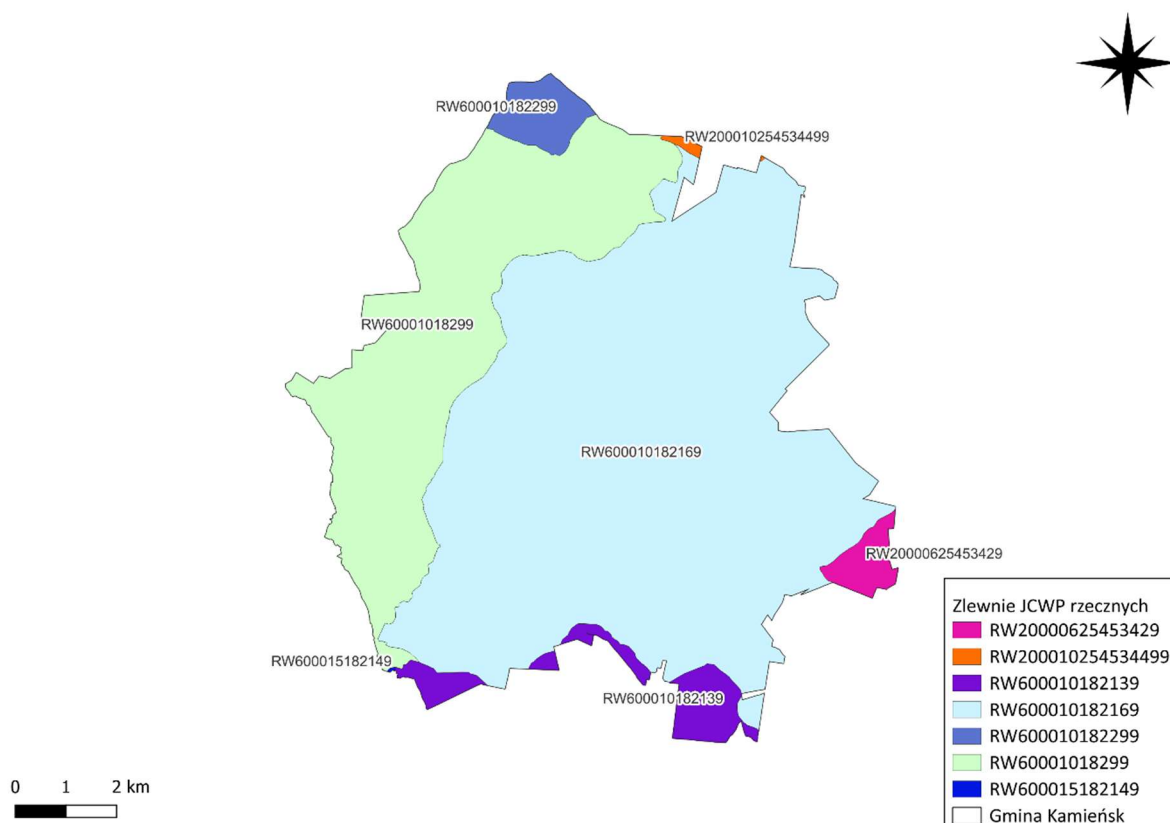 RW600010182299
RW200010254534499
RW60001018299
RW600010182169
RW20000625453429
RW600015182149
RW600010182139
0 1 2 km
Zlewnie JCWP rzecznych
RW20000625453429
RW200010254534499
RW600010182139
RW600010182169
RW600010182299
RW60001018299
RW600015182149
Gmina Kamieńsk